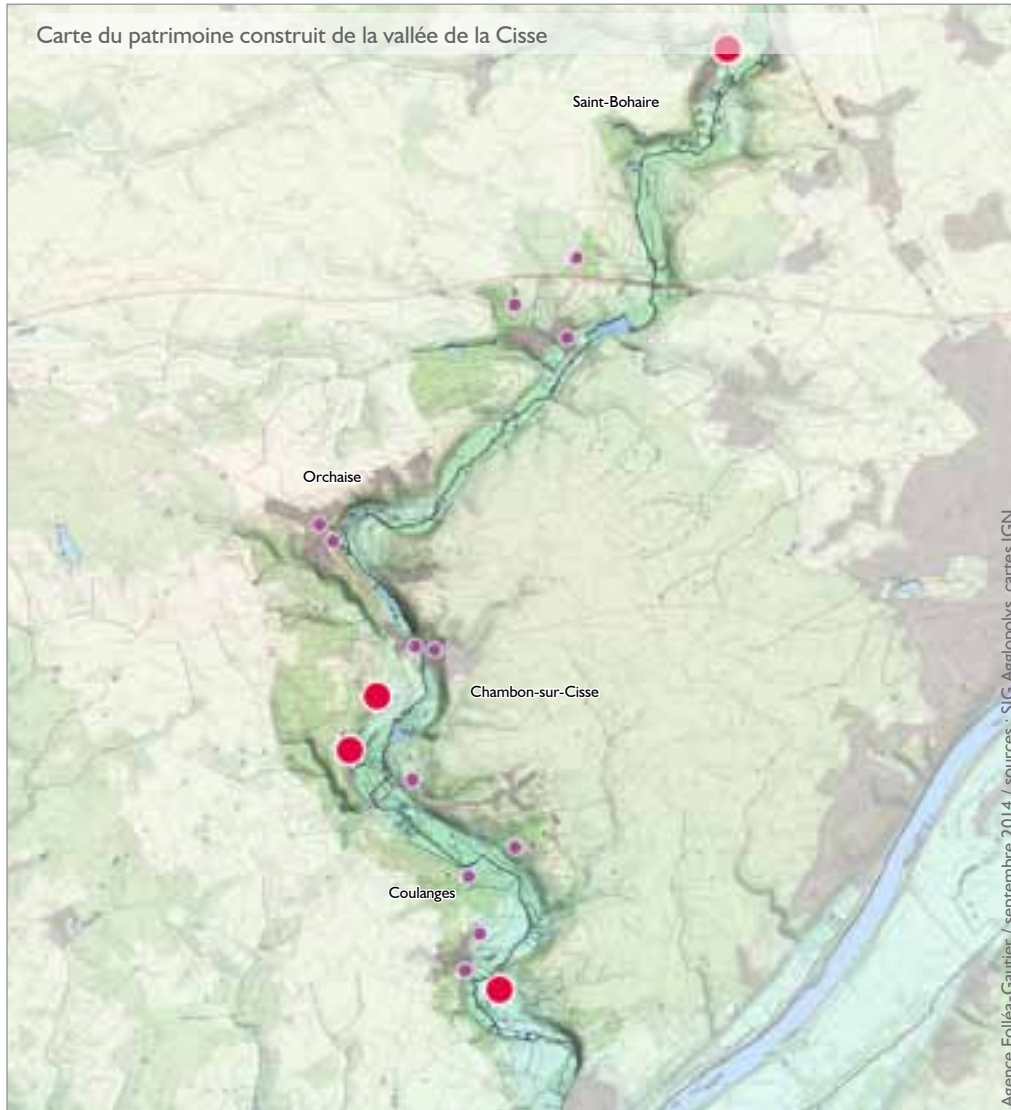 Carte du patrimoine construit de la vallée de la Cisse
Saint-Bohaire
Orchaise
Chambon-sur-Cisse
Coulanges
Agence Folléa-Gautier / septembre 2014 / sources : SIG Agglopolys, cartes IGN